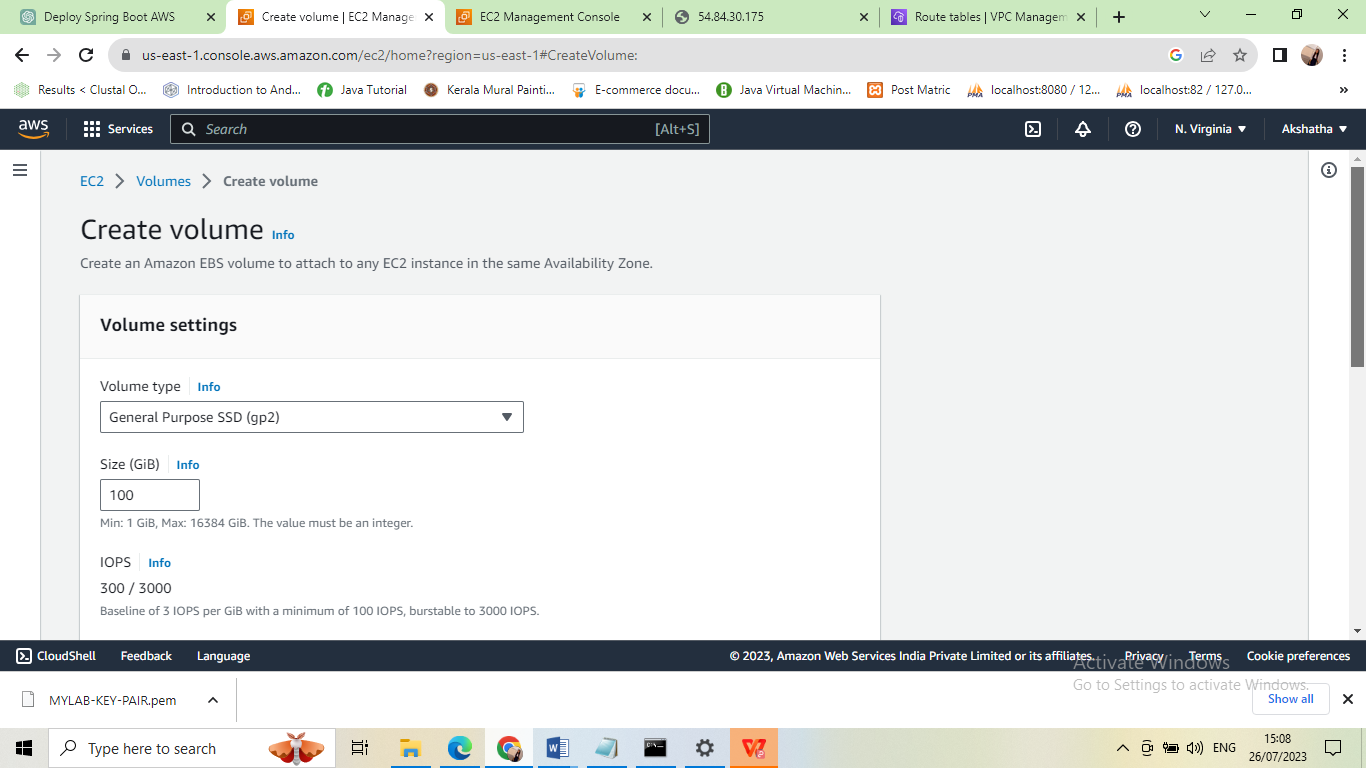 Deploy Spring Boot AWS
Create volume | EC2 Manage
EC2 Management Console
54.84.30.175
Route tables | VPC Managem
us-east-1.console.aws.amazon.com/ec2/home?region=us-east-1#CreateVolume:
Results < Clustal O...
Introduction to And...
Java Tutorial
Kerala Mural Painti...
E-commerce docu...
Java Virtual Machin...
Post Matric
localhost:8080 / 12...
localhost:82 / 127.0...
»
aws
Services
Search
[Alt+S]
N. Virginia
Akshatha
EC2
Volumes
Create volume
Create volume Info
Create an Amazon EBS volume to attach to any EC2 instance in the same Availability Zone.
Volume settings
Volume type Info
General Purpose SSD (gp2)
Size (GiB) Info
100
Min: 1 GiB, Max: 16384 GiB. The value must be an integer.
IOPS Info
300 / 3000
Baseline of 3 IOPS per GiB with a minimum of 100 IOPS, burstable to 3000 IOPS.
CloudShell
Feedback
Language
© 2023, Amazon Web Services India Private Limited or its affiliates.
Privacy
Terms
Cookie preferences
Activate Windows
Go to Settings to activate Windows.
MYLAB-KEY-PAIR.pem
Show all
Type here to search
ENG
15:08
26/07/2023